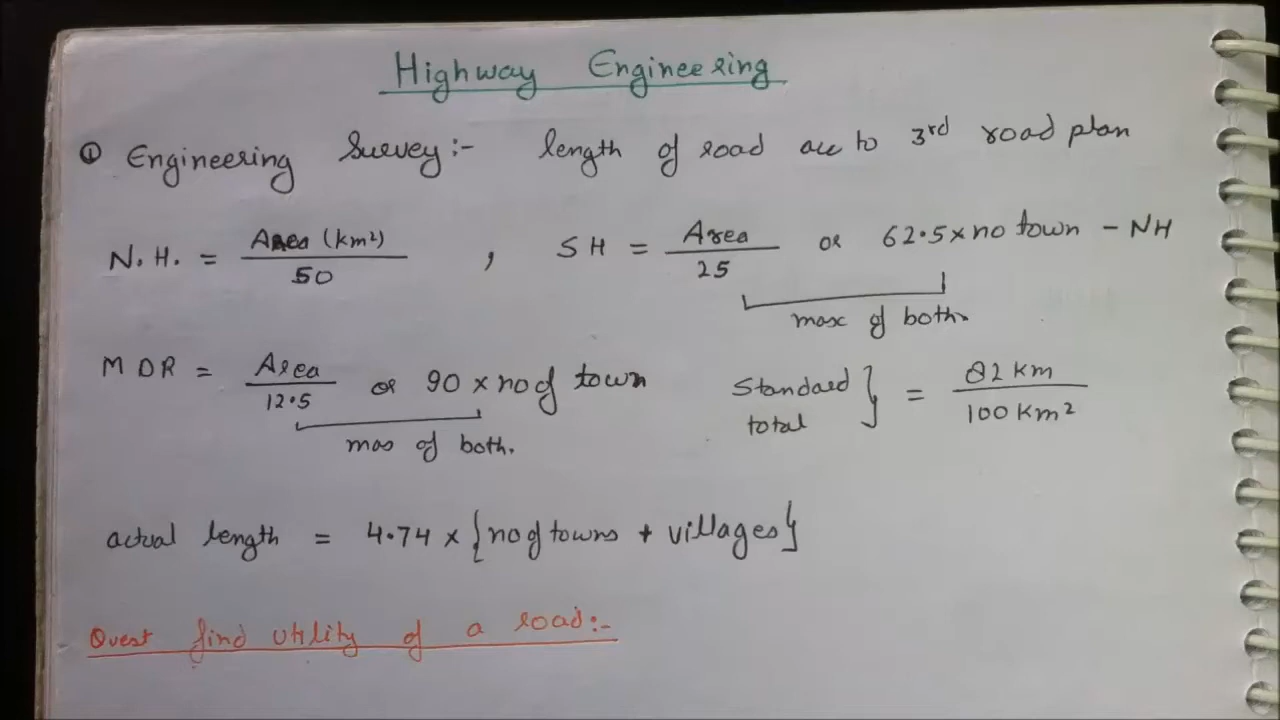 Highway Engineering
① Engineering Survey:- length of road acc to 3rd road plan
N.H. = Area (km²) / 50 , SH = Area / 25 or 62.5 x no town - NH
max of both.
MDR = Area / 12.5 or 90 x no of town
max of both.
Standard total } = 82 km / 100 km²
actual length = 4.74 x {no of towns + villages}
Quest find utility of a road:-